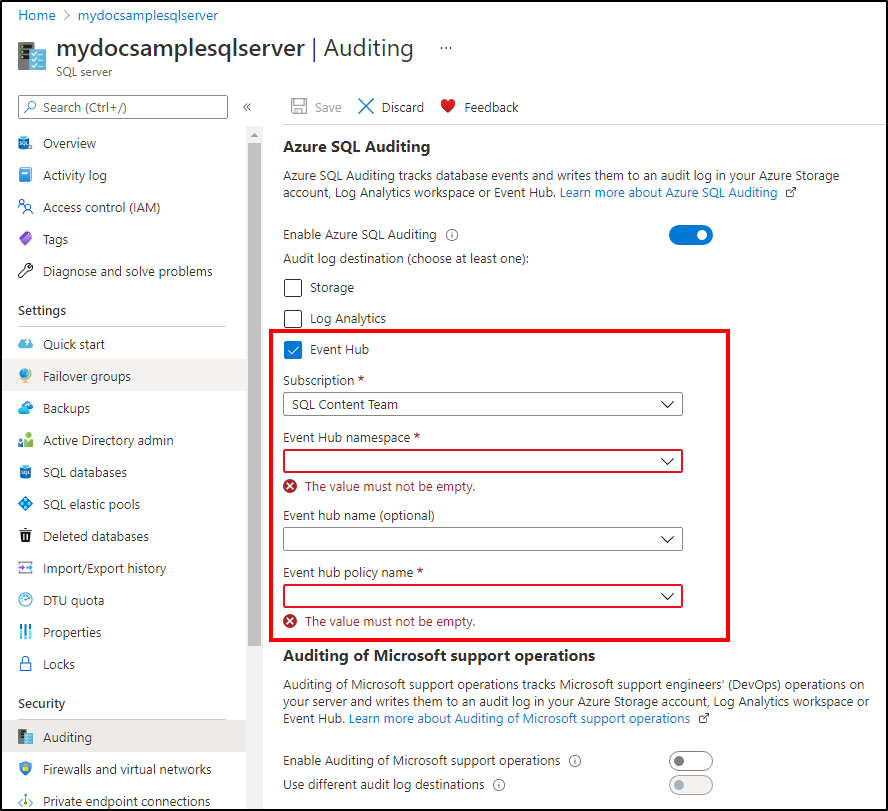 Home > mydocsamplesqlserver
mydocsamplesqlserver | Auditing ...
SQL server
Search (Ctrl+/)
«
Overview
Activity log
Access control (IAM)
Tags
Diagnose and solve problems
Settings
Quick start
Failover groups
Backups
Active Directory admin
SQL databases
SQL elastic pools
Deleted databases
Import/Export history
DTU quota
Properties
Locks
Security
Auditing
Firewalls and virtual networks
Private endpoint connections
Save Discard Feedback
Azure SQL Auditing
Azure SQL Auditing tracks database events and writes them to an audit log in your Azure Storage
account, Log Analytics workspace or Event Hub. Learn more about Azure SQL Auditing
Enable Azure SQL Auditing
Audit log destination (choose at least one):
Storage
Log Analytics
Event Hub
Subscription *
SQL Content Team
Event Hub namespace *
The value must not be empty.
Event hub name (optional)
Event hub policy name *
The value must not be empty.
Auditing of Microsoft support operations
Auditing of Microsoft support operations tracks Microsoft support engineers' (DevOps) operations on
your server and writes them to an audit log in your Azure Storage account, Log Analytics workspace or
Event Hub. Learn more about Auditing of Microsoft support operations
Enable Auditing of Microsoft support operations
Use different audit log destinations